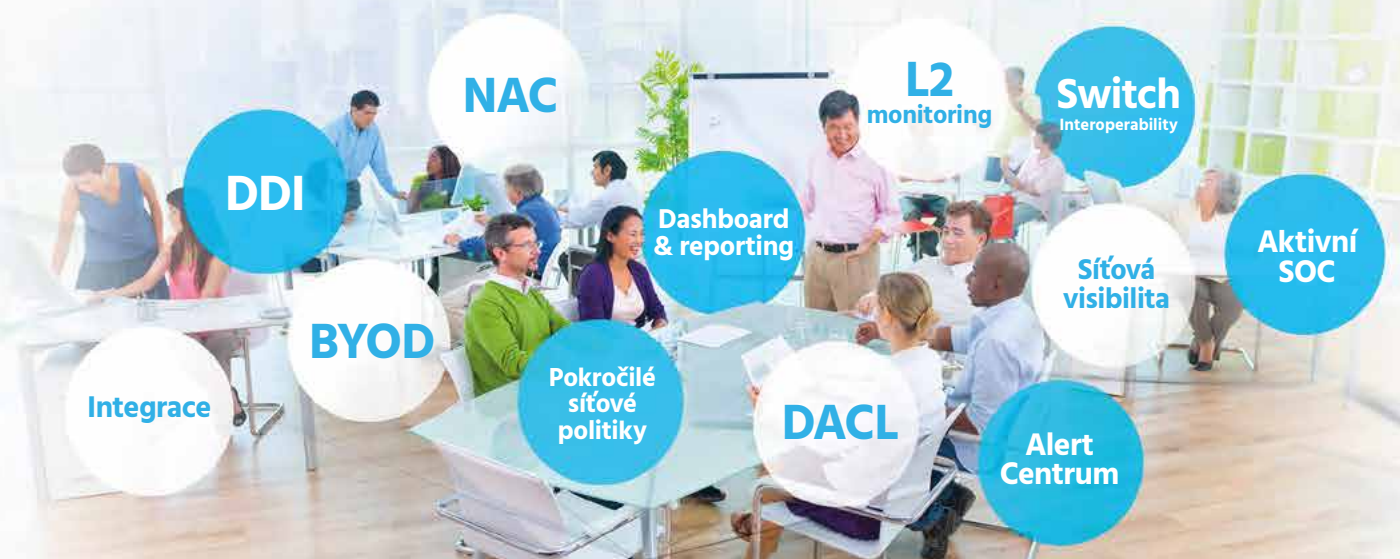 NAC
L2
monitoring
Switch
Interoperability
DDI
Dashboard
& reporting
Aktivní
SOC
Síťová
visibilita
BYOD
Integrace
Pokročilé
síťové
politiky
DACL
Alert
Centrum